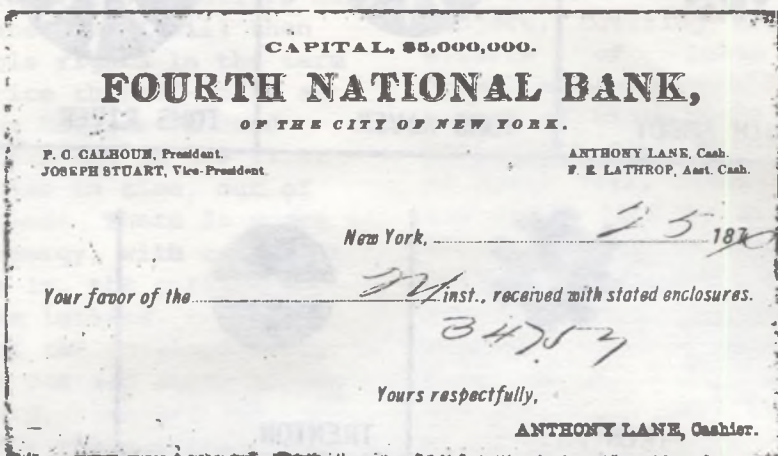 CAPITAL, $5,000,000.
FOURTH NATIONAL BANK,
OF THE CITY OF NEW YORK.
P. C. CALHOUN, President.
ANTHONY LANE, Cash.
JOSEPH STUART, Vice-President.
F. E. LATHROP, Asst. Cash.
New York, 25 1870
Your favor of the 24 inst., received with stated enclosures.
Yours respectfully,
ANTHONY LANE, Cashier.